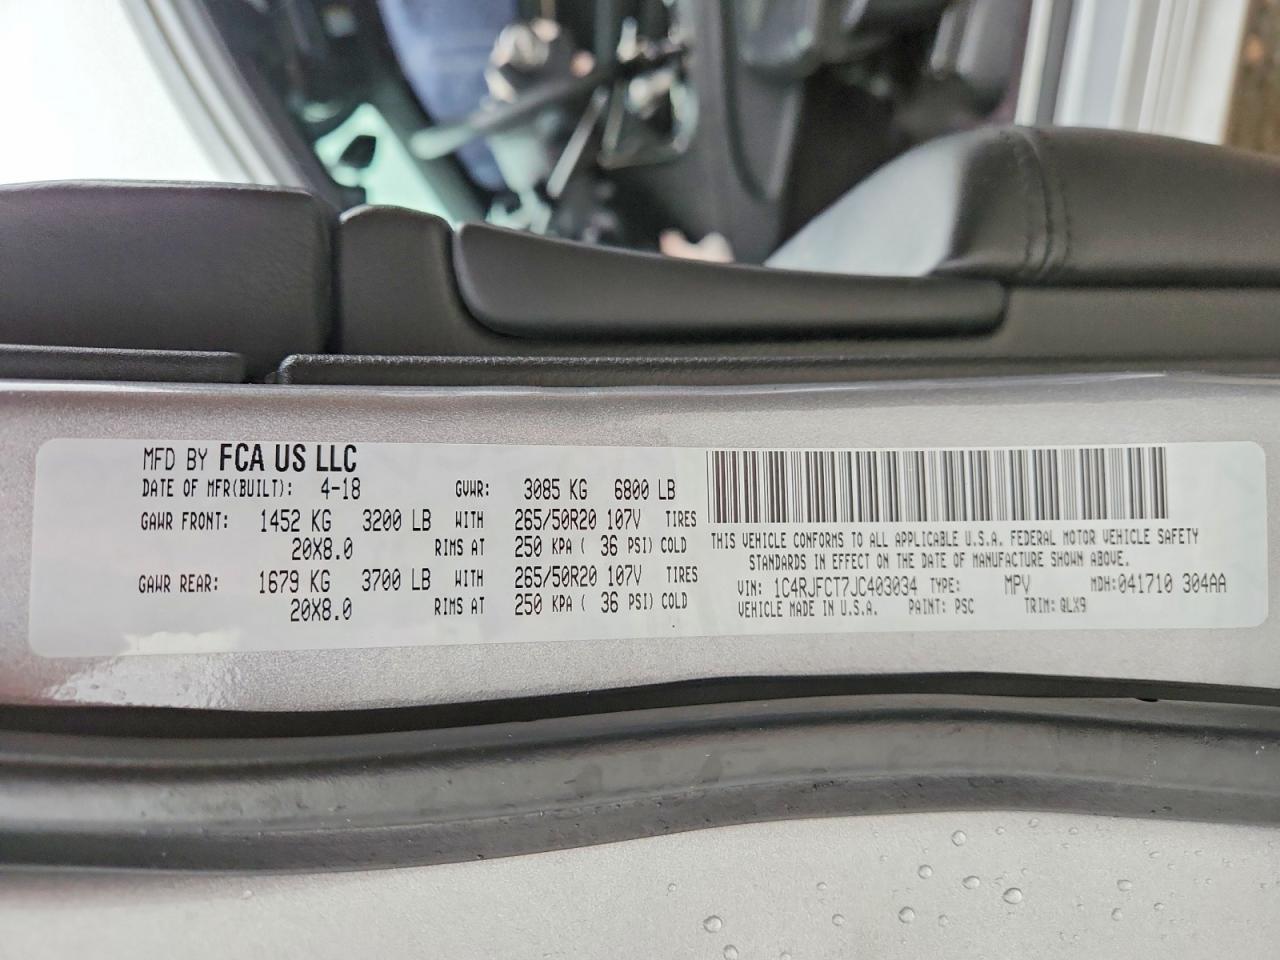 MFD BY FCA US LLC
DATE OF MFR(BUILT): 4-18 GVWR: 3085 KG 6800 LB
GAWR FRONT: 1452 KG 3200 LB WITH 265/50R20 107V TIRES
20X8.0 RIMS AT 250 KPA ( 36 PSI) COLD
GAWR REAR: 1679 KG 3700 LB WITH 265/50R20 107V TIRES
20X8.0 RIMS AT 250 KPA ( 36 PSI) COLD
THIS VEHICLE CONFORMS TO ALL APPLICABLE U.S.A. FEDERAL MOTOR VEHICLE SAFETY
STANDARDS IN EFFECT ON THE DATE OF MANUFACTURE SHOWN ABOVE.
VIN: 1C4RJFCT7JC403034 TYPE: MPV MDH:041710 304AA
VEHICLE MADE IN U.S.A. PAINT: PSC TRIM: QLX9